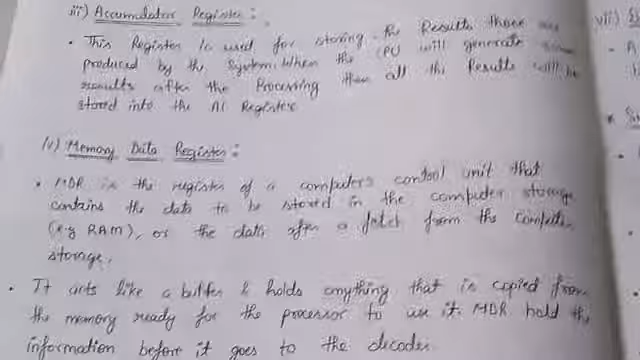 iii) Accumulator Register :
• This Register is used for storing the Results those are
produced by the System. When the CPU will generate some
results after the Processing then all the Results will be
stored into the AC Registers
iv) Memory Data Register :
• MDR is the register of a computers control unit that
contains the data to be stored in the computer storage
(e.g RAM), or the data after a fetch from the computer
storage.
• It acts like a buffer & holds anything that is copied from
the memory ready for the processor to use it. MDR hold the
information before it goes to the decoder.
vii)